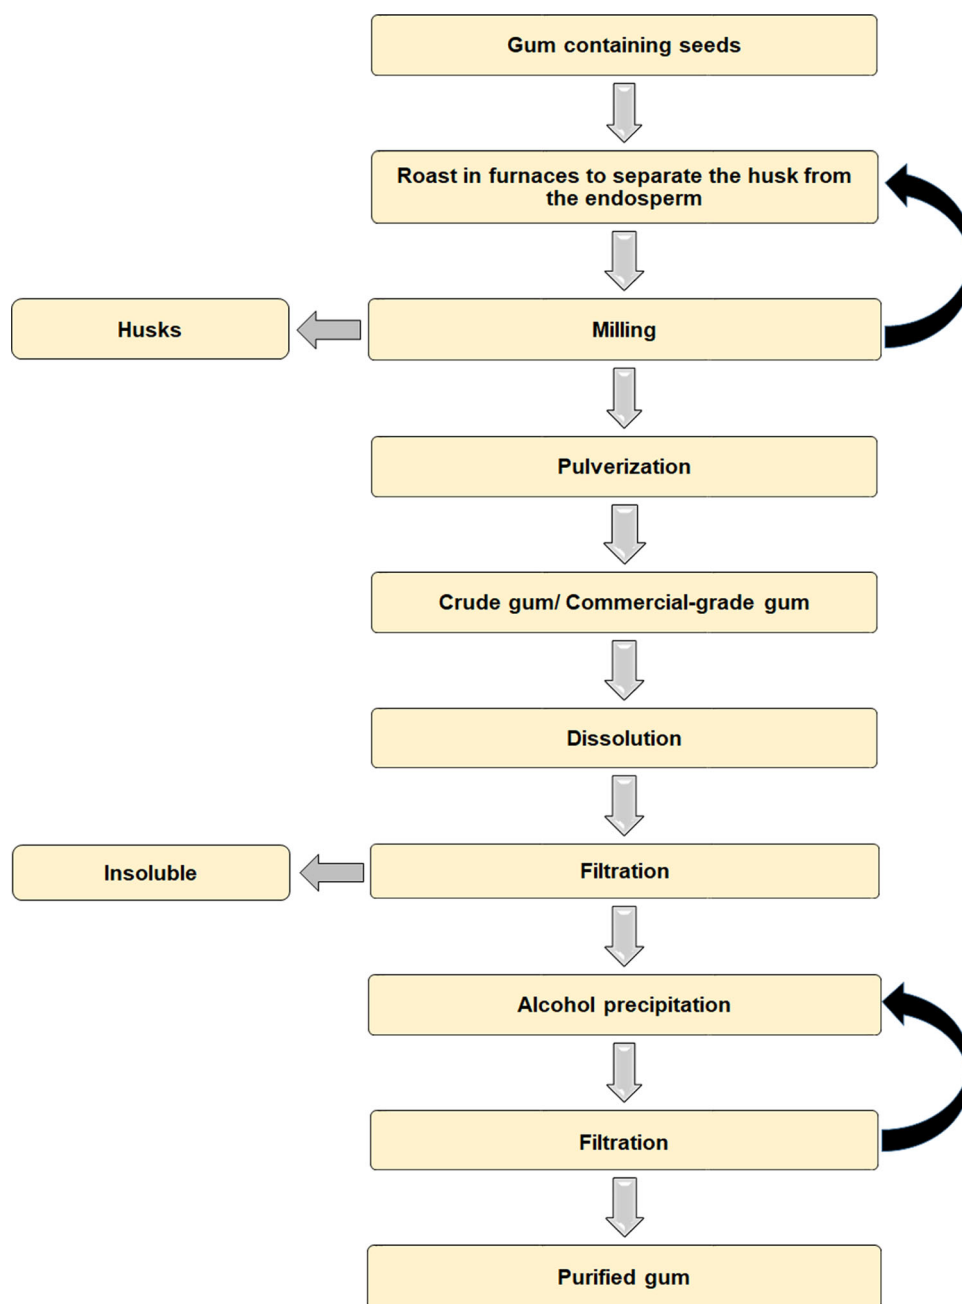 Gum containing seeds
Roast in furnaces to separate the husk from
the endosperm
Husks
Milling
Pulverization
Crude gum/ Commercial-grade gum
Dissolution
Insoluble
Filtration
Alcohol precipitation
Filtration
Purified gum